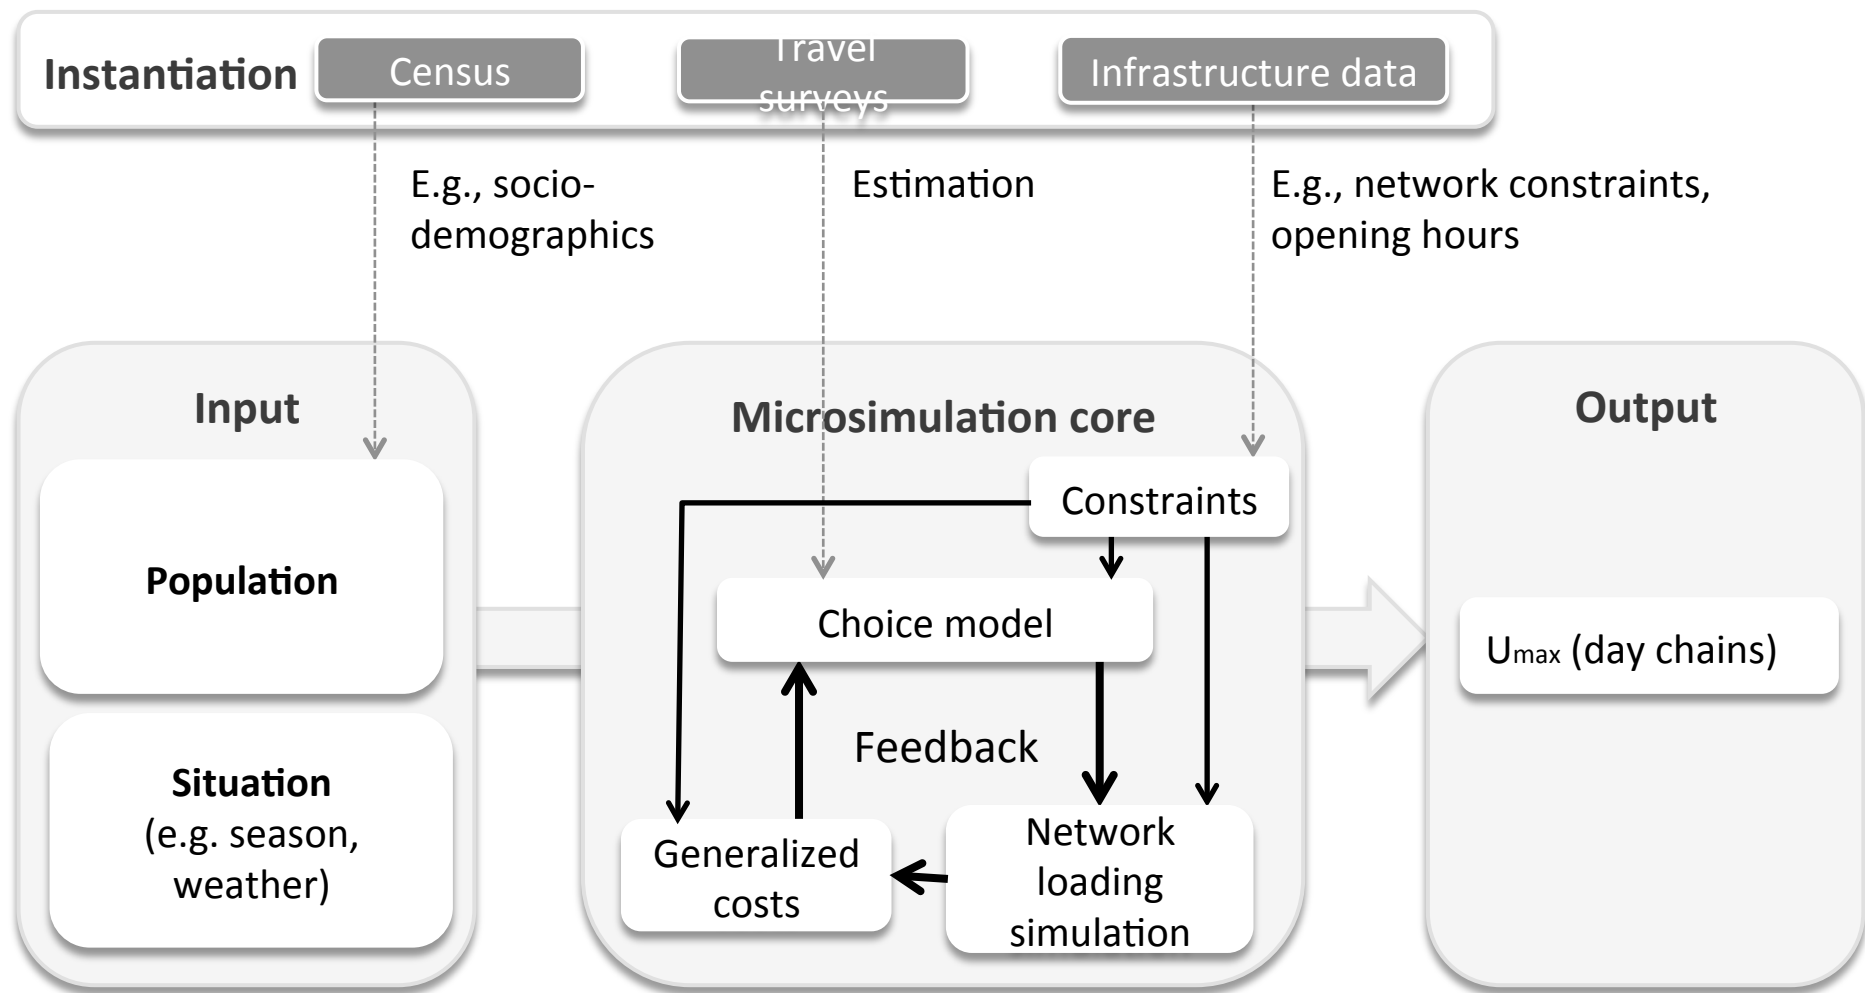 Instantiation
Census
Travel
surveys
Infrastructure data
E.g., socio-
demographics
Estimation
E.g., network constraints,
opening hours
Input
Population
Situation
(e.g. season,
weather)
Microsimulation core
Constraints
Choice model
Feedback
Generalized
costs
Network
loading
simulation
Output
Umax (day chains)